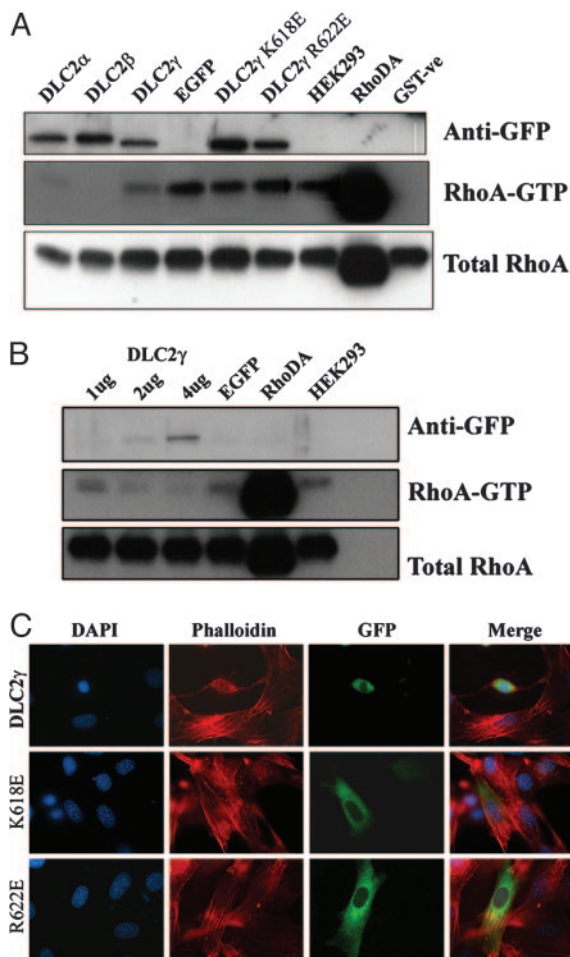 A
DLC2α
DLC2β
DLC2γ
EGFP
DLC2γ K618E
DLC2γ R622E
HEK293
RhoDA
GST-ve
Anti-GFP
RhoA-GTP
Total RhoA
B
DLC2γ
1ug
2ug
4ug
EGFP
RhoDA
HEK293
Anti-GFP
RhoA-GTP
Total RhoA
C
DAPI
Phalloidin
GFP
Merge
DLC2γ
K618E
R622E